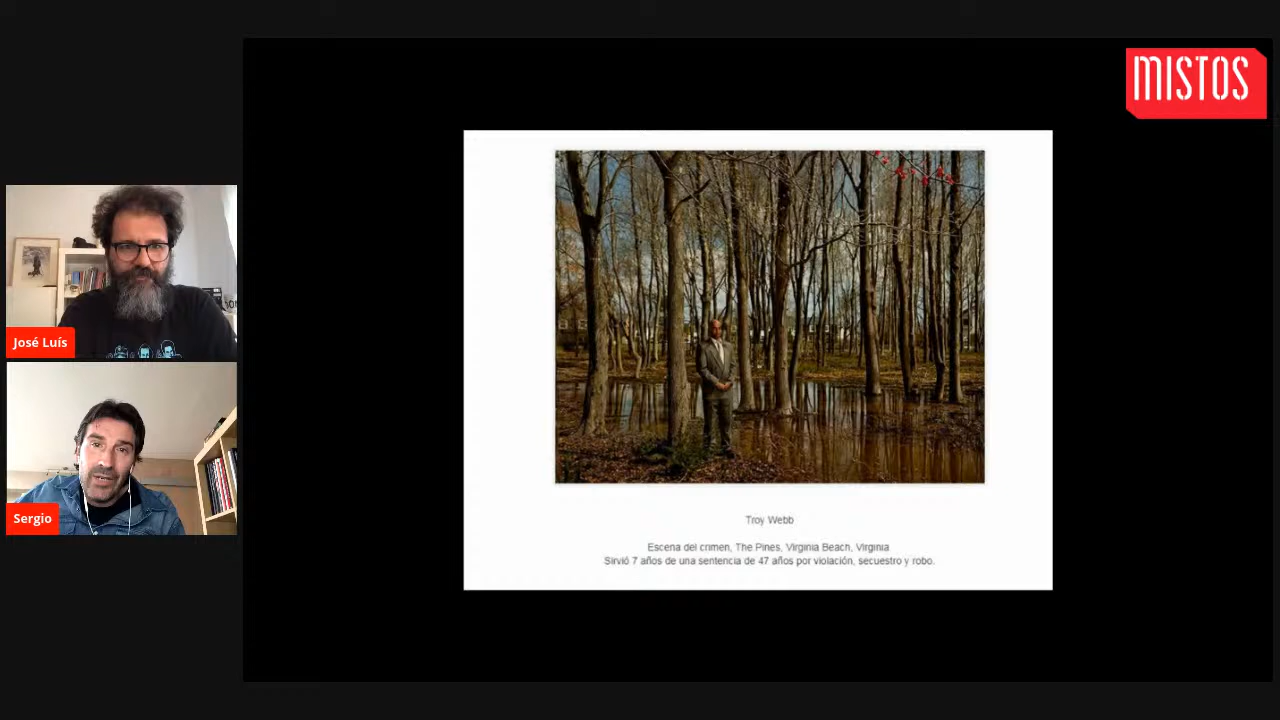 MISTOS
José Luís
Sergio
Troy Webb
Escena del crimen, The Pines, Virginia Beach, Virginia
Sirvió 7 años de una sentencia de 47 años por violación, secuestro y robo.